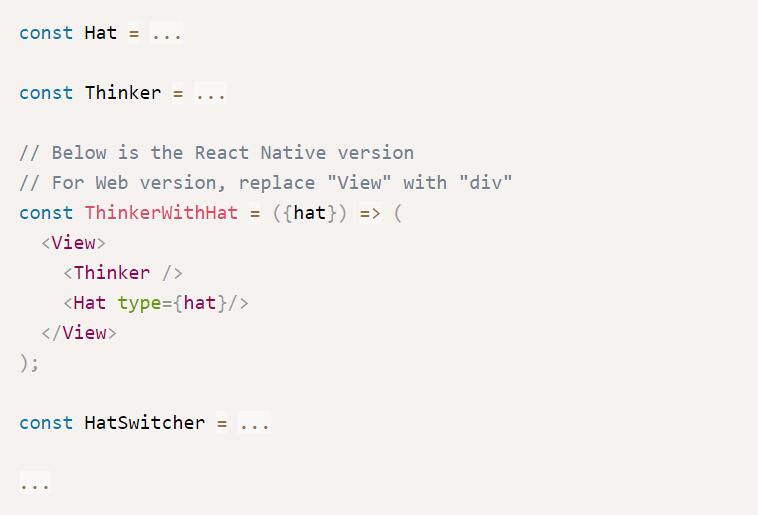 const Hat = ...
const Thinker = ...
// Below is the React Native version
// For Web version, replace "View" with "div"
const ThinkerWithHat = ({hat}) => (
  <View>
    <Thinker />
    <Hat type={hat}/>
  </View>
);
const HatSwitcher = ...
...